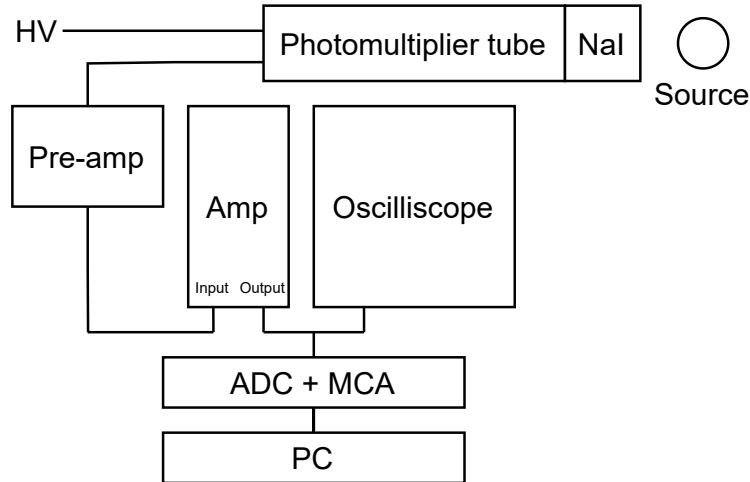 HV
Photomultiplier tube
NaI
Source
Pre-amp
Amp
Oscilliscope
Input
Output
ADC + MCA
PC